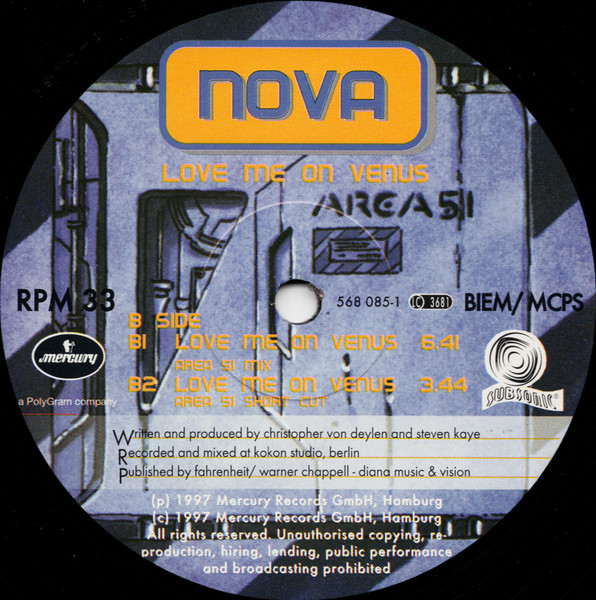 nova
Love me on Venus
AREA 51
RPM 33
568 085-1
LC 3681
BIEM/ MCPS
B SIDE
B1 LOVE ME ON VENUS 6.41
AREA 51 MIX
B2 LOVE ME ON VENUS 3.44
AREA 51 SHORT CUT
mercury
a PolyGram company
SUBSONIC
Written and produced by christopher von deylen and steven kaye
Recorded and mixed at kokon studio, berlin
Published by fahrenheit/ warner chappell - diana music & vision
(p) 1997 Mercury Records GmbH, Hamburg
(c) 1997 Mercury Records GmbH, Hamburg
All rights reserved. Unauthorised copying, re-
production, hiring, lending, public performance
and broadcasting prohibited